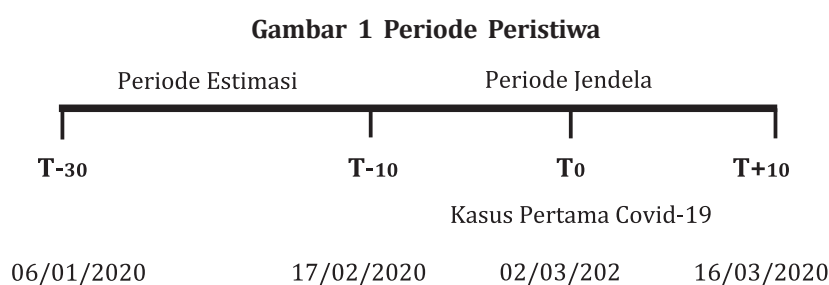 Gambar 1 Periode Peristiwa
Periode Estimasi Periode Jendela
T-30 T-10 T0 T+10
Kasus Pertama Covid-19
06/01/2020 17/02/2020 02/03/202 16/03/2020